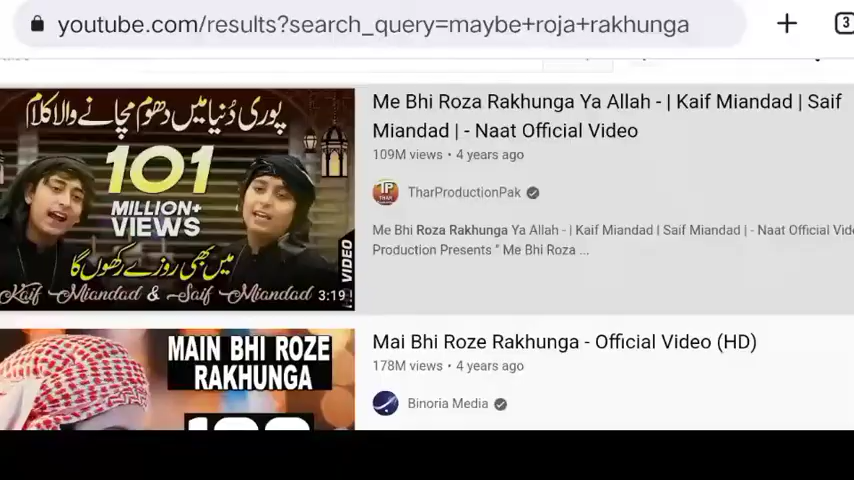 youtube.com/results?search_query=maybe+roja+rakhunga
3
پوری دُنیا میں دھوم مچانے والا کلام
101
MILLION+
VIEWS
میں بھی روزے رکھوں گا
VIDEO
Kaif Miandad & Saif Miandad
3:19
Me Bhi Roza Rakhunga Ya Allah - | Kaif Miandad | Saif
Miandad | - Naat Official Video
109M views • 4 years ago
TP
THAR
TharProductionPak
Me Bhi Roza Rakhunga Ya Allah - | Kaif Miandad | Saif Miandad | - Naat Official Vide
Production Presents " Me Bhi Roza ...
MAIN BHI ROZE
RAKHUNGA
Mai Bhi Roze Rakhunga - Official Video (HD)
178M views • 4 years ago
Binoria Media